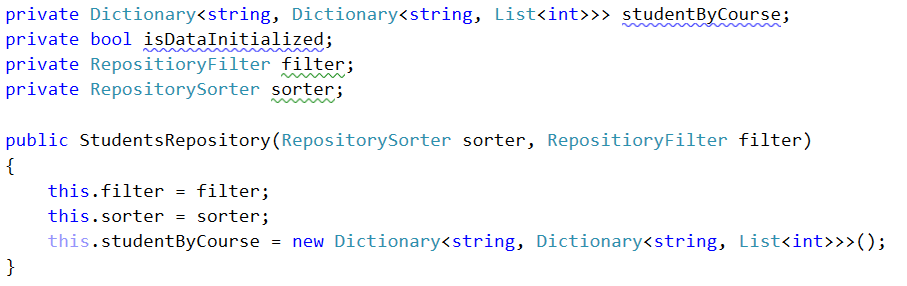 private Dictionary<string, Dictionary<string, List<int>>> studentByCourse;
private bool isDataInitialized;
private RepositioryFilter filter;
private RepositorySorter sorter;
public StudentsRepository(RepositorySorter sorter, RepositioryFilter filter)
{
    this.filter = filter;
    this.sorter = sorter;
    this.studentByCourse = new Dictionary<string, Dictionary<string, List<int>>>();
}